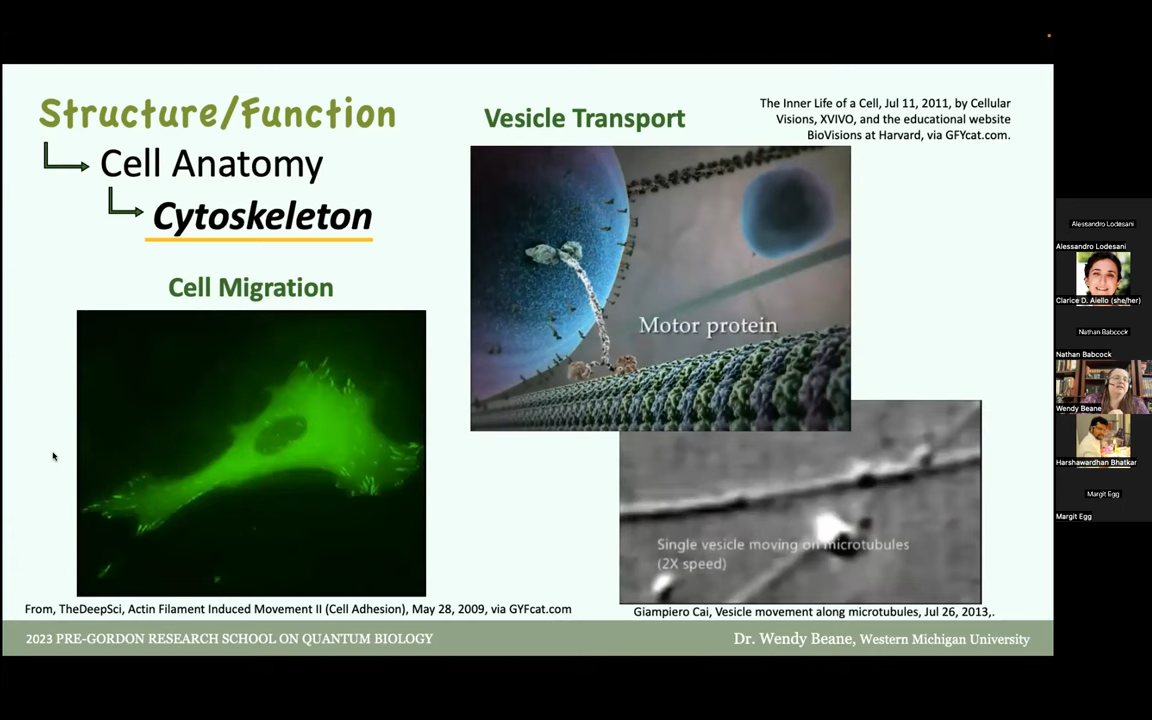 Structure/Function
Cell Anatomy
Cytoskeleton
Cell Migration
From, TheDeepSci, Actin Filament Induced Movement II (Cell Adhesion), May 28, 2009, via GYFcat.com
Vesicle Transport
The Inner Life of a Cell, Jul 11, 2011, by Cellular
Visions, XVIVO, and the educational website
BioVisions at Harvard, via GFYcat.com.
Motor protein
Single vesicle moving on microtubules
(2X speed)
Giampiero Cai, Vesicle movement along microtubules, Jul 26, 2013,.
2023 PRE-GORDON RESEARCH SCHOOL ON QUANTUM BIOLOGY
Dr. Wendy Beane, Western Michigan University
Alessandro Lodesani
Alessandro Lodesani
Clarice D. Aiello (she/her)
Nathan Babcock
Nathan Babcock
Wendy Beane
Harshawardhan Bhatkar
Margit Egg
Margit Egg